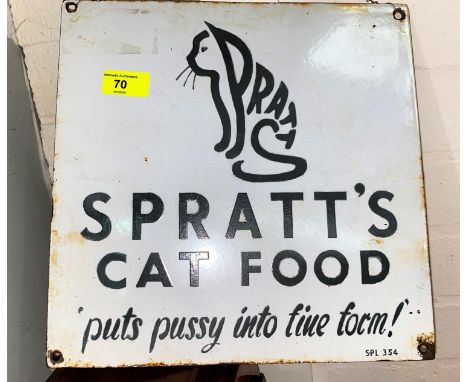 70
SPRATTS
SPRATT'S
CAT FOOD
'puts pussy into fine form!'
SPL 354